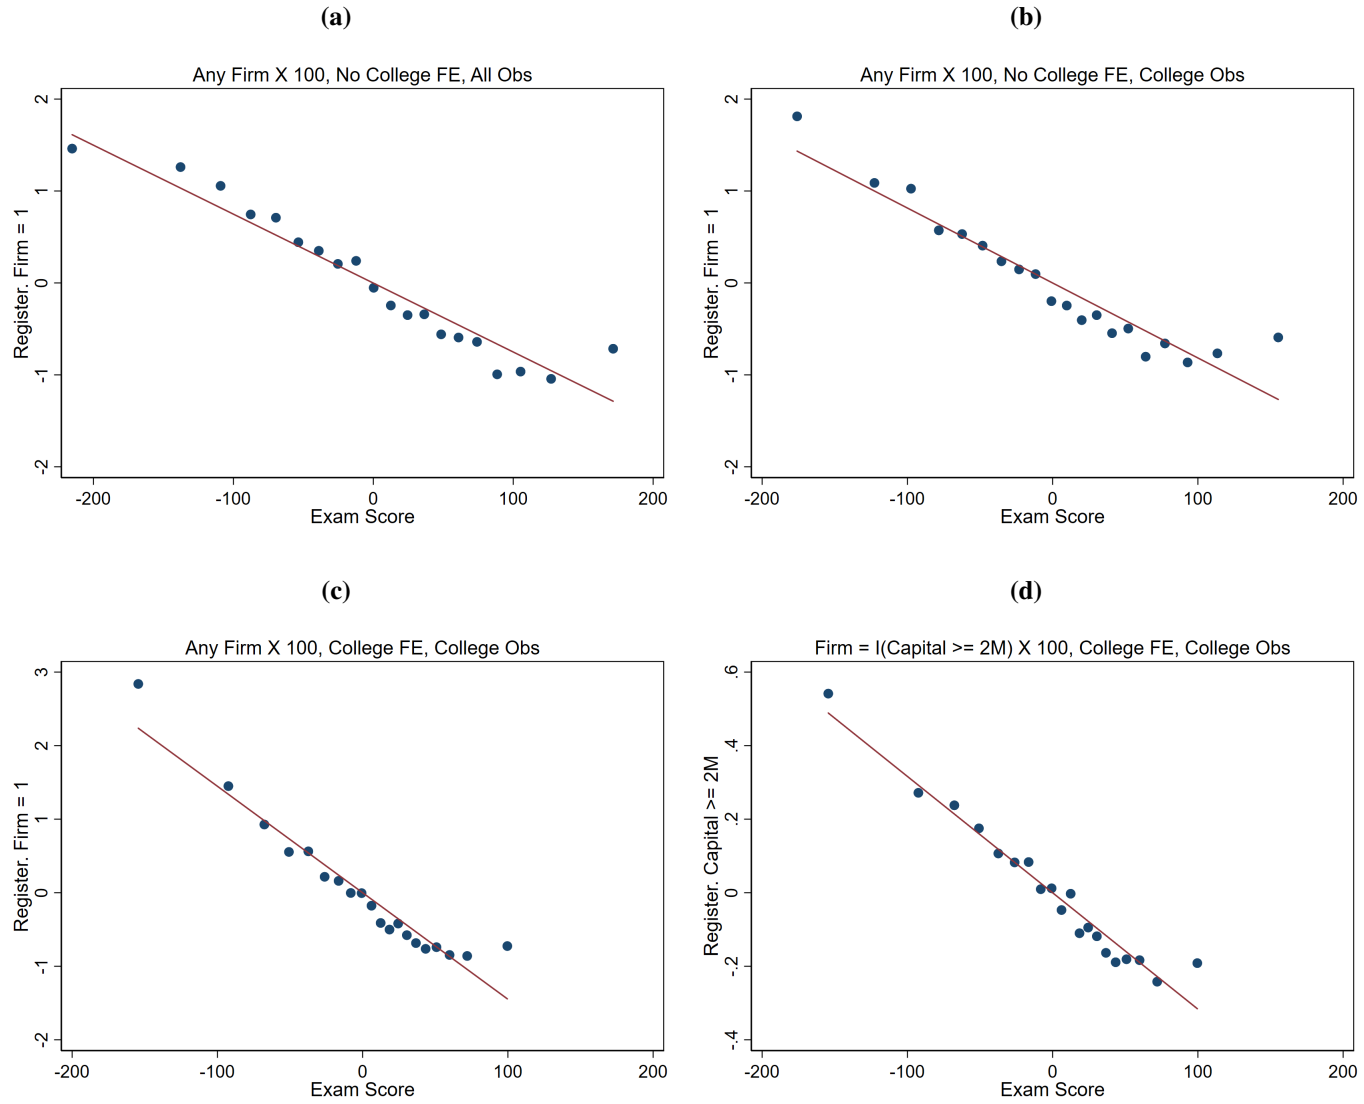 (a)
Any Firm X 100, No College FE, All Obs
Register. Firm = 1
2
1
0
-1
-2
-200
-100
0
100
200
Exam Score
(b)
Any Firm X 100, No College FE, College Obs
Register. Firm = 1
2
1
0
-1
-2
-200
-100
0
100
200
Exam Score
(c)
Any Firm X 100, College FE, College Obs
Register. Firm = 1
3
2
1
0
-1
-2
-200
-100
0
100
200
Exam Score
(d)
Firm = I(Capital >= 2M) X 100, College FE, College Obs
Register. Capital >= 2M
.6
.4
.2
0
-.2
-.4
-200
-100
0
100
200
Exam Score